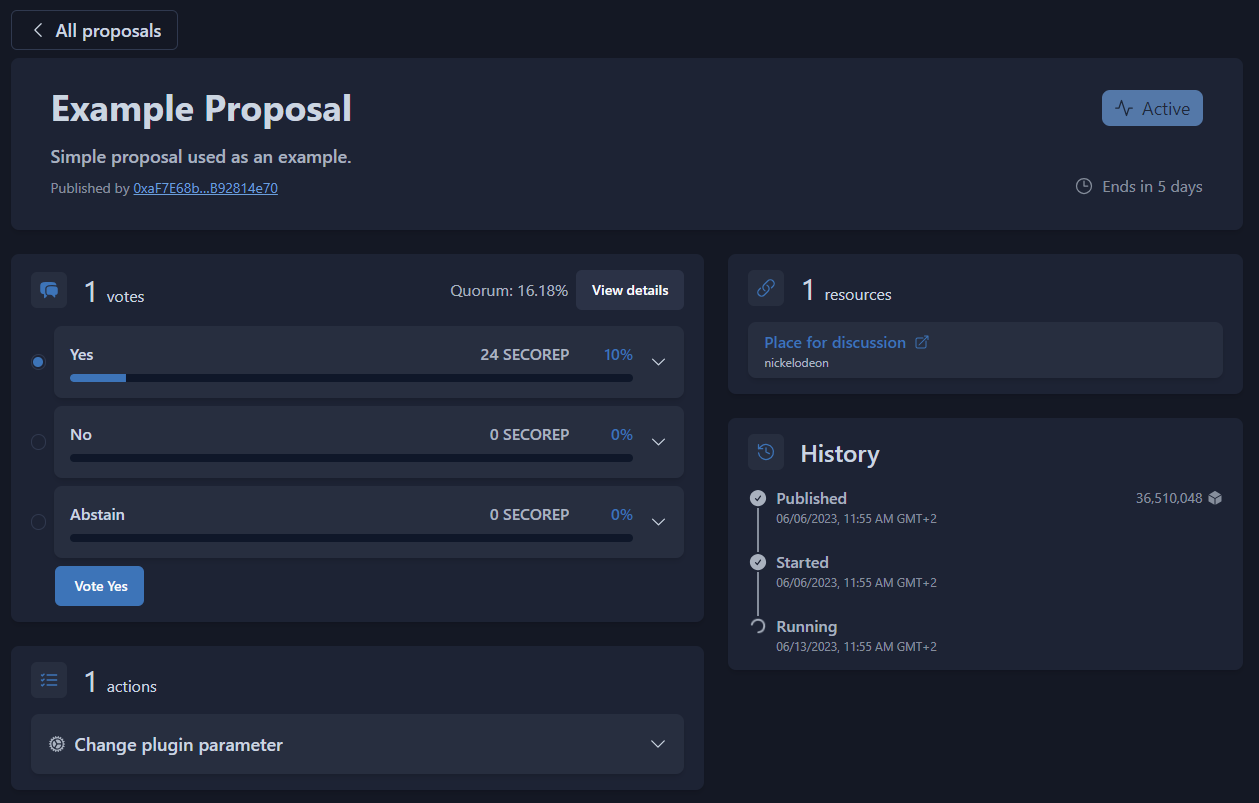 All proposals
Example Proposal
Active
Simple proposal used as an example.
Published by 0xaF7E68b...B92814e70
Ends in 5 days
1 votes
Quorum: 16.18%
View details
Yes 24 SECOREP 10%
No 0 SECOREP 0%
Abstain 0 SECOREP 0%
Vote Yes
1 actions
Change plugin parameter
1 resources
Place for discussion
nickelodeon
History
Published 36,510,048
06/06/2023, 11:55 AM GMT+2
Started
06/06/2023, 11:55 AM GMT+2
Running
06/13/2023, 11:55 AM GMT+2